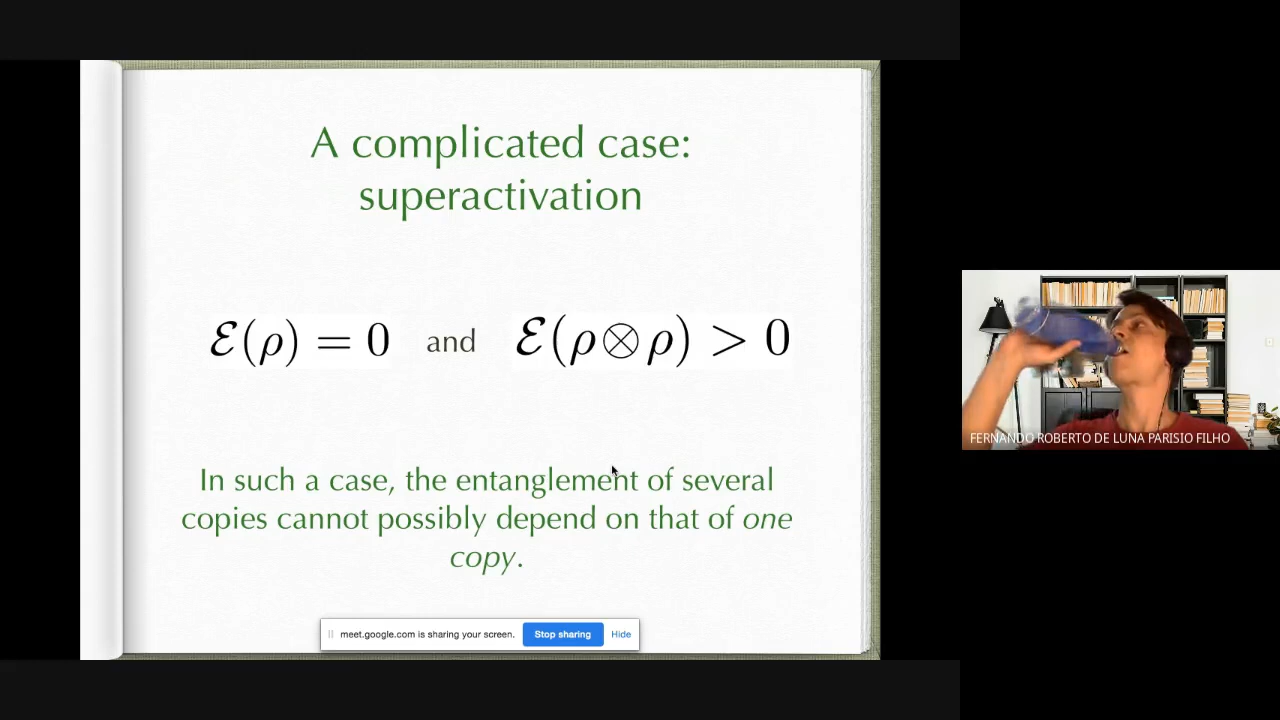 A complicated case:
superactivation
ℰ(ρ) = 0 and ℰ(ρ⊗ρ) > 0
In such a case, the entanglement of several
copies cannot possibly depend on that of one
copy.
meet.google.com is sharing your screen. Stop sharing Hide
FERNANDO ROBERTO DE LUNA PARISIO FILHO